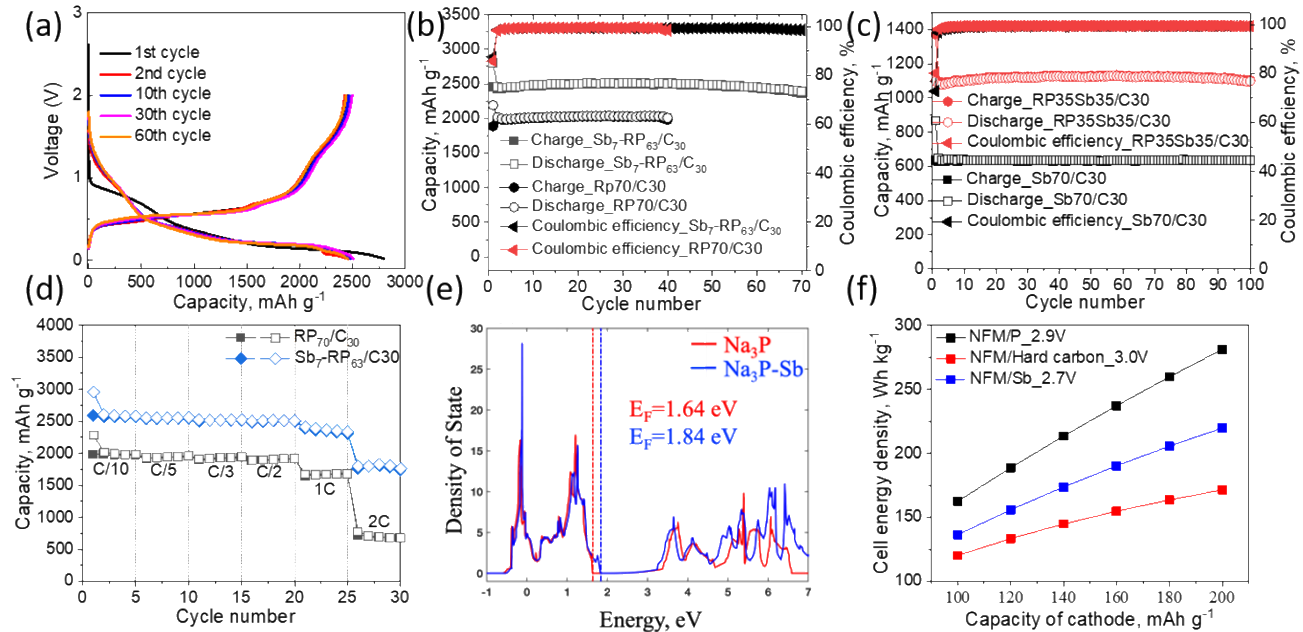 (a)
1st cycle
2nd cycle
10th cycle
30th cycle
60th cycle
Voltage (V)
0 1 2 3
0 500 1000 1500 2000 2500 3000
Capacity, mAh g⁻¹
(b)
Capacity, mAh g⁻¹
0 500 1000 1500 2000 2500 3000 3500
Charge_Sb₇-RP₆₃/C₃₀
Discharge_Sb₇-RP₆₃/C₃₀
Charge_Rp70/C30
Discharge_RP70/C30
Coulombic efficiency_Sb₇-RP₆₃/C₃₀
Coulombic efficiency_RP70/C30
0 10 20 30 40 50 60 70
Cycle number
0 20 40 60 80 100
Coulombic efficiency, %
(c)
Capacity, mAh g⁻¹
0 200 400 600 800 1000 1200 1400
Charge_RP35Sb35/C30
Discharge_RP35Sb35/C30
Coulombic efficiency_RP35Sb35/C30
Charge_Sb70/C30
Discharge_Sb70/C30
Coulombic efficiency_Sb70/C30
0 10 20 30 40 50 60 70 80 90 100
Cycle number
0 20 40 60 80 100
Coulombic efficiency, %
(d)
Capacity, mAh g⁻¹
0 500 1000 1500 2000 2500 3000 3500 4000
RP₇₀/C₃₀
Sb₇-RP₆₃/C30
C/10 C/5 C/3 C/2 1C 2C
0 5 10 15 20 25 30
Cycle number
(e)
Density of State
0 5 10 15 20 25 30
Na₃P
Na₃P-Sb
E_F=1.64 eV
E_F=1.84 eV
-1 0 1 2 3 4 5 6 7
Energy, eV
(f)
Cell energy density, Wh kg⁻¹
100 150 200 250 300
NFM/P_2.9V
NFM/Hard carbon_3.0V
NFM/Sb_2.7V
100 120 140 160 180 200
Capacity of cathode, mAh g⁻¹